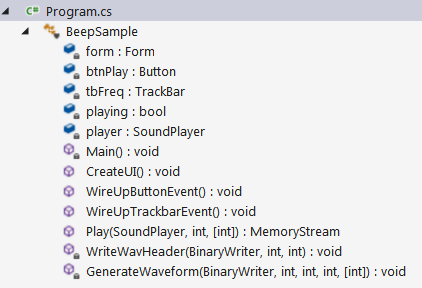 C# Program.cs
BeepSample
form : Form
btnPlay : Button
tbFreq : TrackBar
playing : bool
player : SoundPlayer
Main() : void
CreateUI() : void
WireUpButtonEvent() : void
WireUpTrackbarEvent() : void
Play(SoundPlayer, int, [int]) : MemoryStream
WriteWavHeader(BinaryWriter, int, int) : void
GenerateWaveform(BinaryWriter, int, int, int, [int]) : void